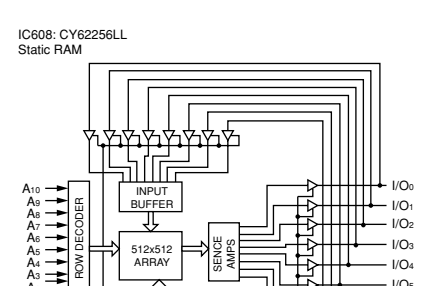 IC608: CY62256LL
Static RAM
A10
A9
A8
A7
A6
A5
A4
A3
ROW DECODER
INPUT
BUFFER
512x512
ARRAY
SENCE
AMPS
I/O0
I/O1
I/O2
I/O3
I/O4
I/O5